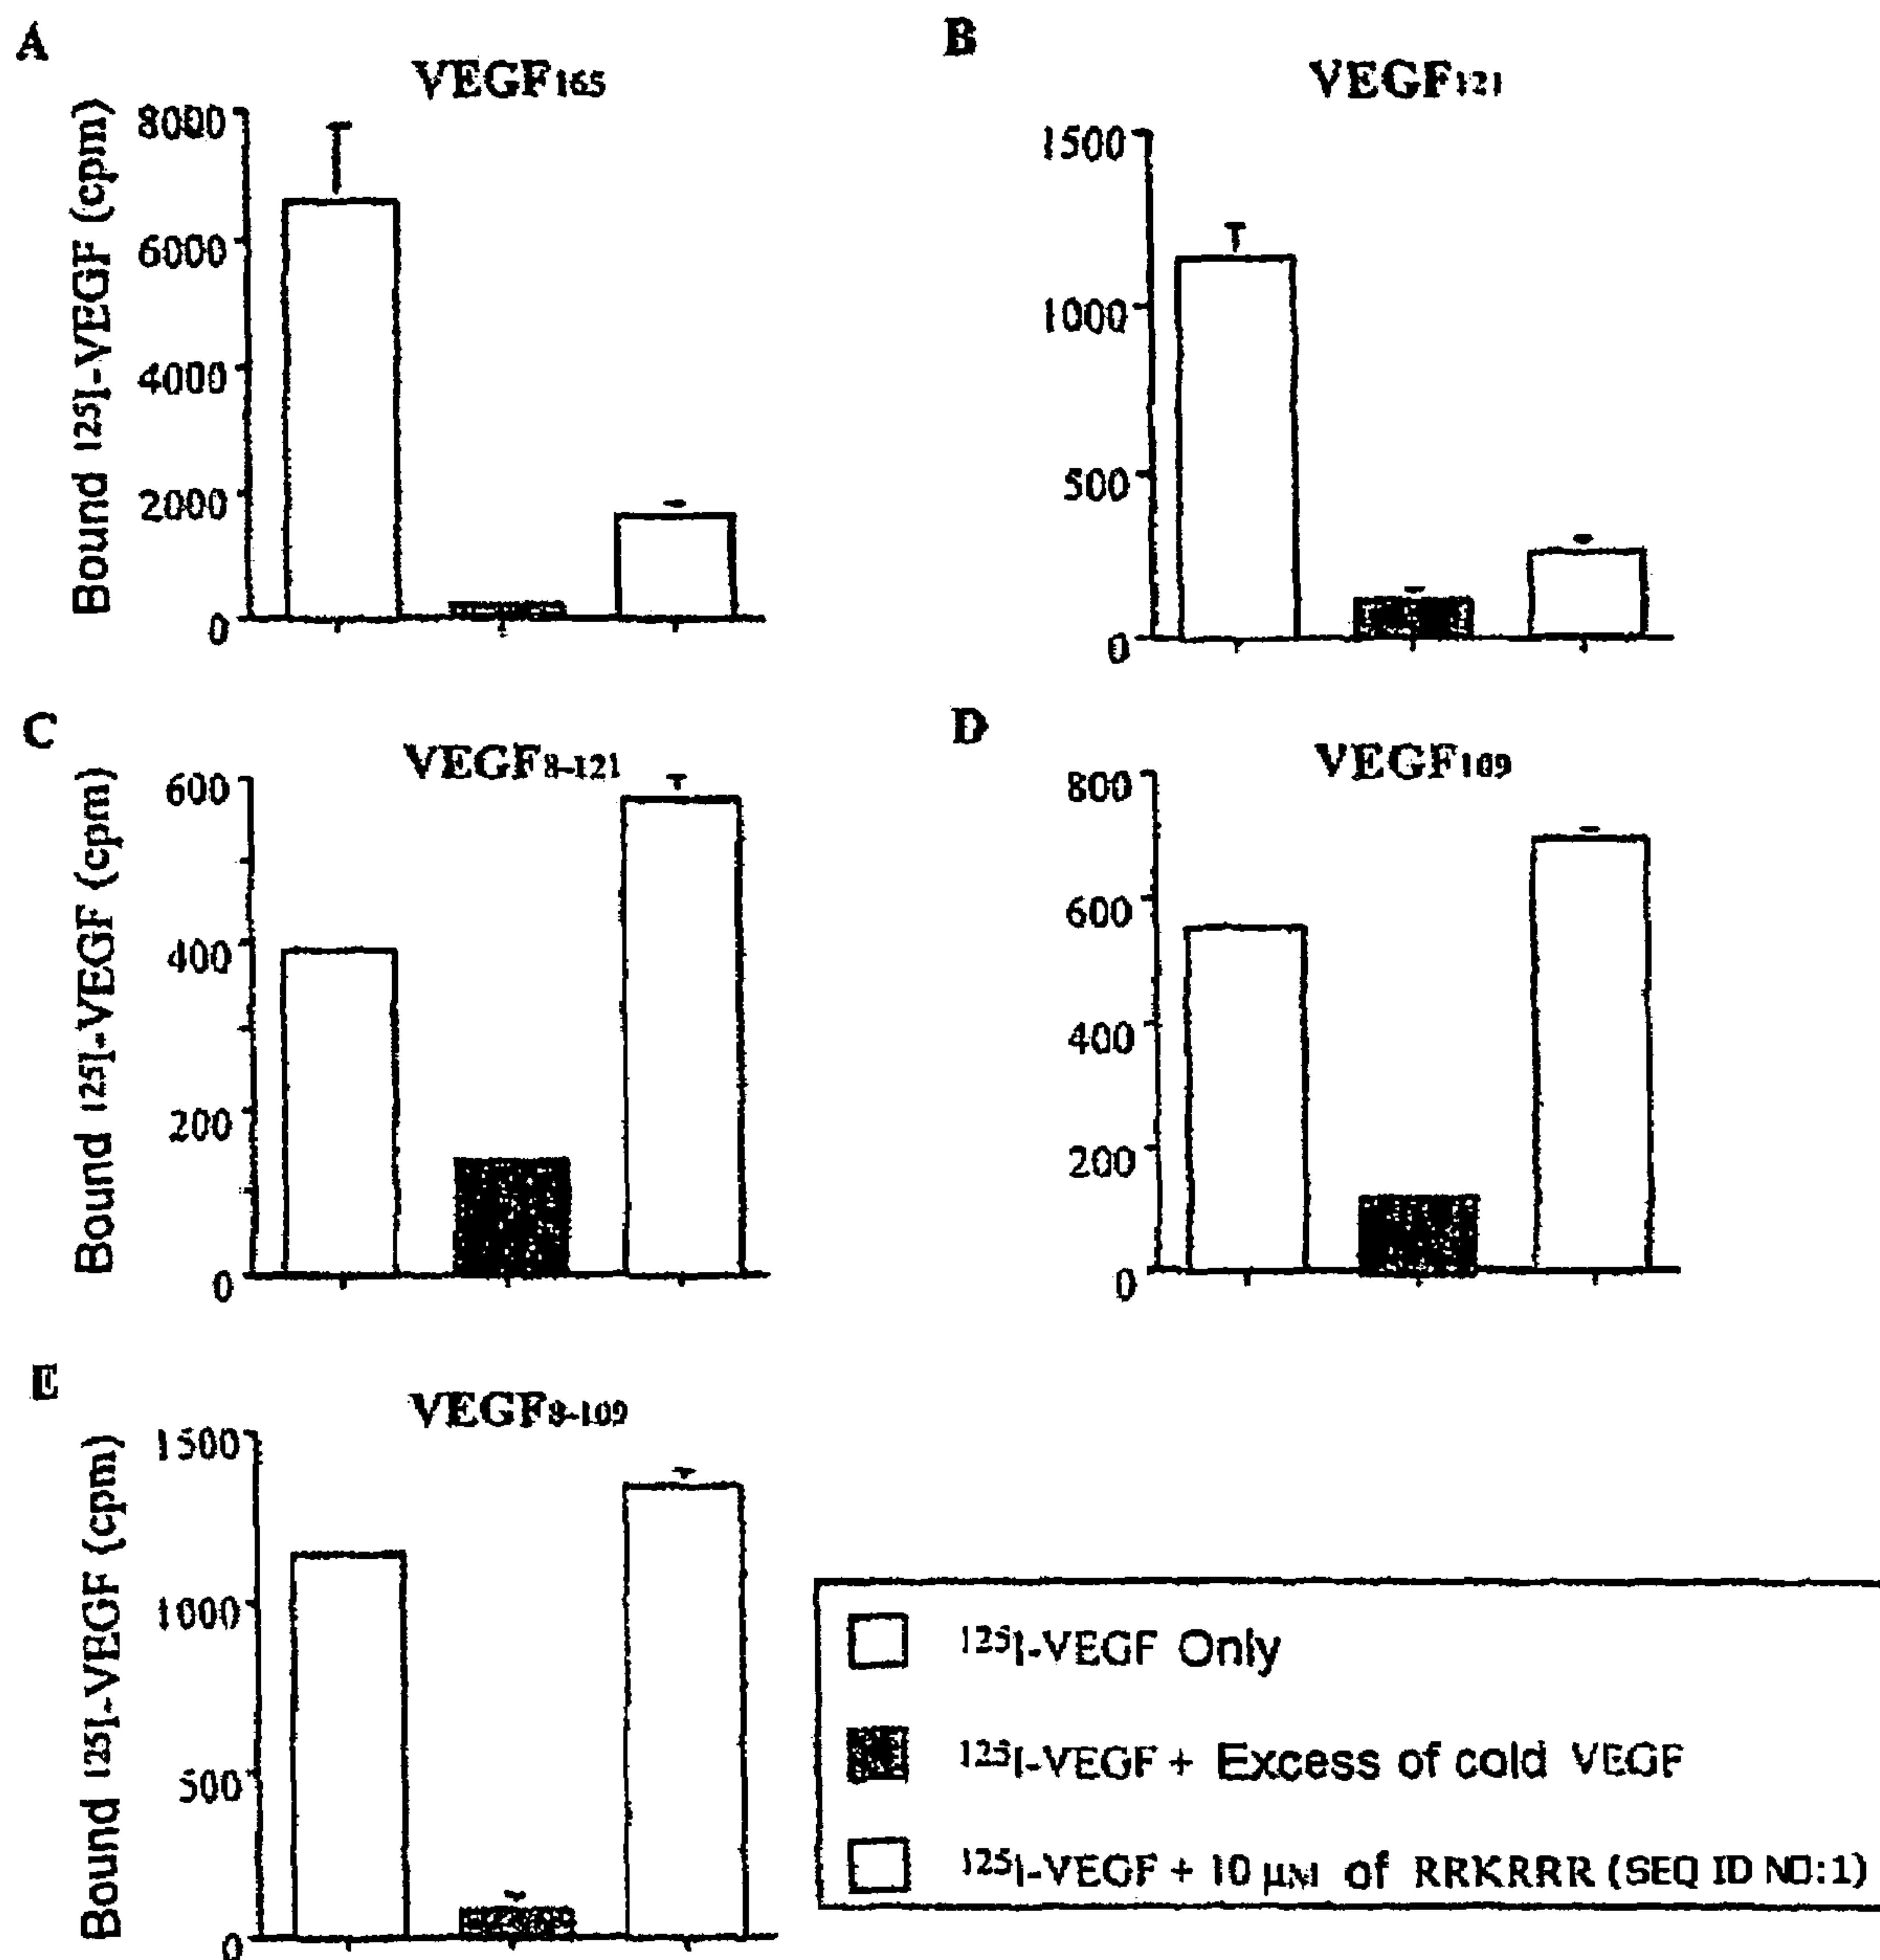 A
VEGF165
Bound 125I-VEGF (cpm)
8000
6000
4000
2000
0
B
VEGF121
1500
1000
500
0
C
VEGF8-121
Bound 125I-VEGF (cpm)
600
400
200
0
D
VEGF109
800
600
400
200
0
E
VEGF8-109
Bound 125I-VEGF (cpm)
1500
1000
500
0
125I-VEGF Only
125I-VEGF + Excess of cold VEGF
125I-VEGF + 10 µM of RRKRRR (SEQ ID NO:1)